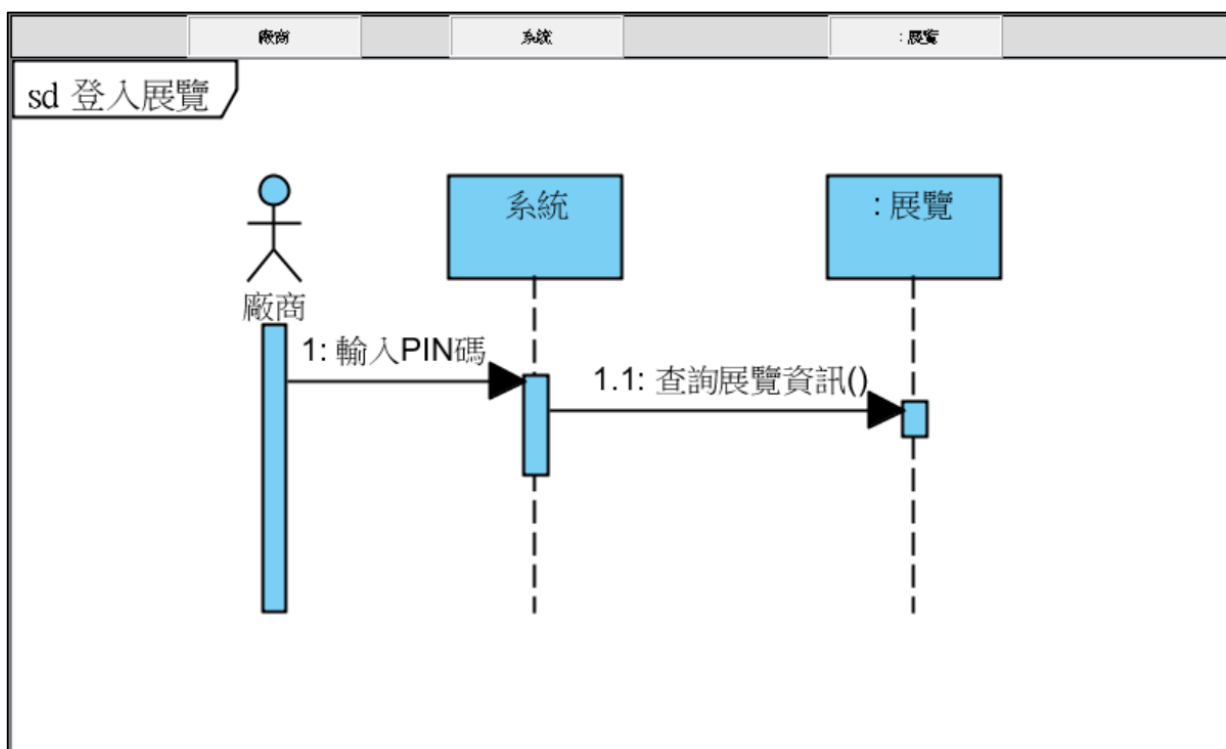 廠商 系統 : 展覽
sd 登入展覽
系統 : 展覽
廠商
1: 輸入PIN碼
1.1: 查詢展覽資訊()